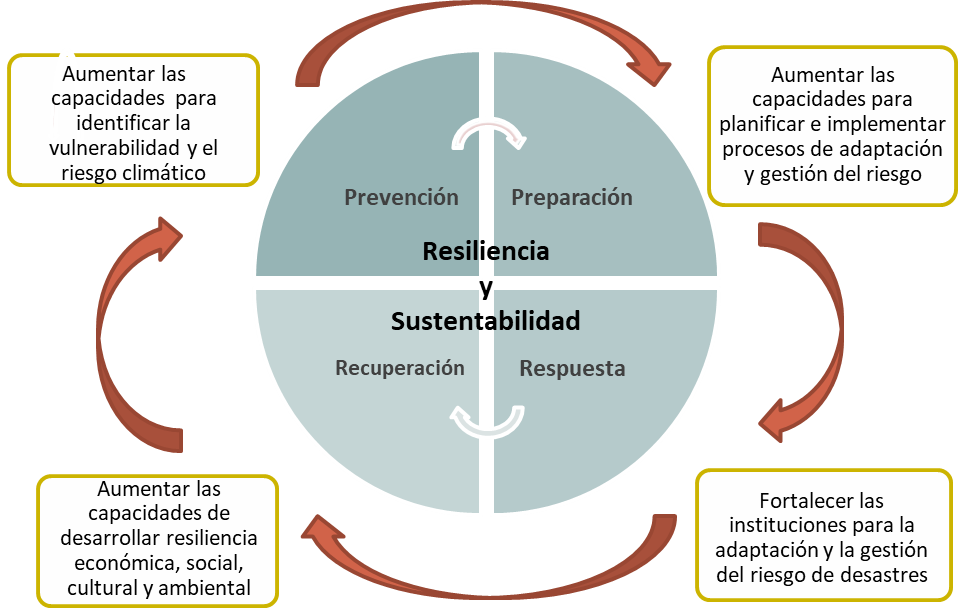 Aumentar las
capacidades para
identificar la
vulnerabilidad y el
riesgo climático
Aumentar las
capacidades para
planificar e implementar
procesos de adaptación
y gestión del riesgo
Prevención
Preparación
Resiliencia
y
Sustentabilidad
Recuperación
Respuesta
Aumentar las
capacidades de
desarrollar resiliencia
económica, social,
cultural y ambiental
Fortalecer las
instituciones para la
adaptación y la gestión
del riesgo de desastres